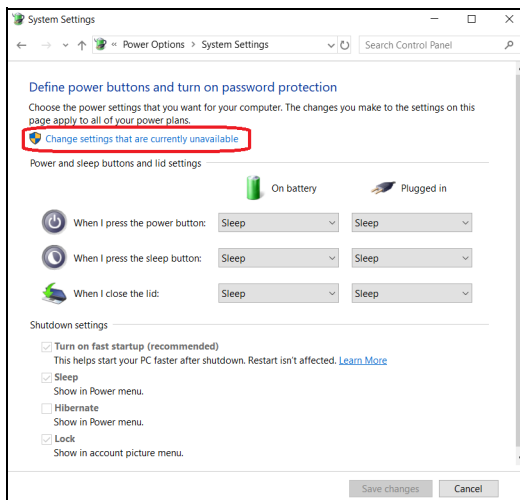 System Settings
« Power Options > System Settings
Search Control Panel
Define power buttons and turn on password protection
Choose the power settings that you want for your computer. The changes you make to the settings on this
page apply to all of your power plans.
Change settings that are currently unavailable
Power and sleep buttons and lid settings
On battery Plugged in
When I press the power button: Sleep Sleep
When I press the sleep button: Sleep Sleep
When I close the lid: Sleep Sleep
Shutdown settings
Turn on fast startup (recommended)
This helps start your PC faster after shutdown. Restart isn't affected. Learn More
Sleep
Show in Power menu.
Hibernate
Show in Power menu.
Lock
Show in account picture menu.
Save changes Cancel